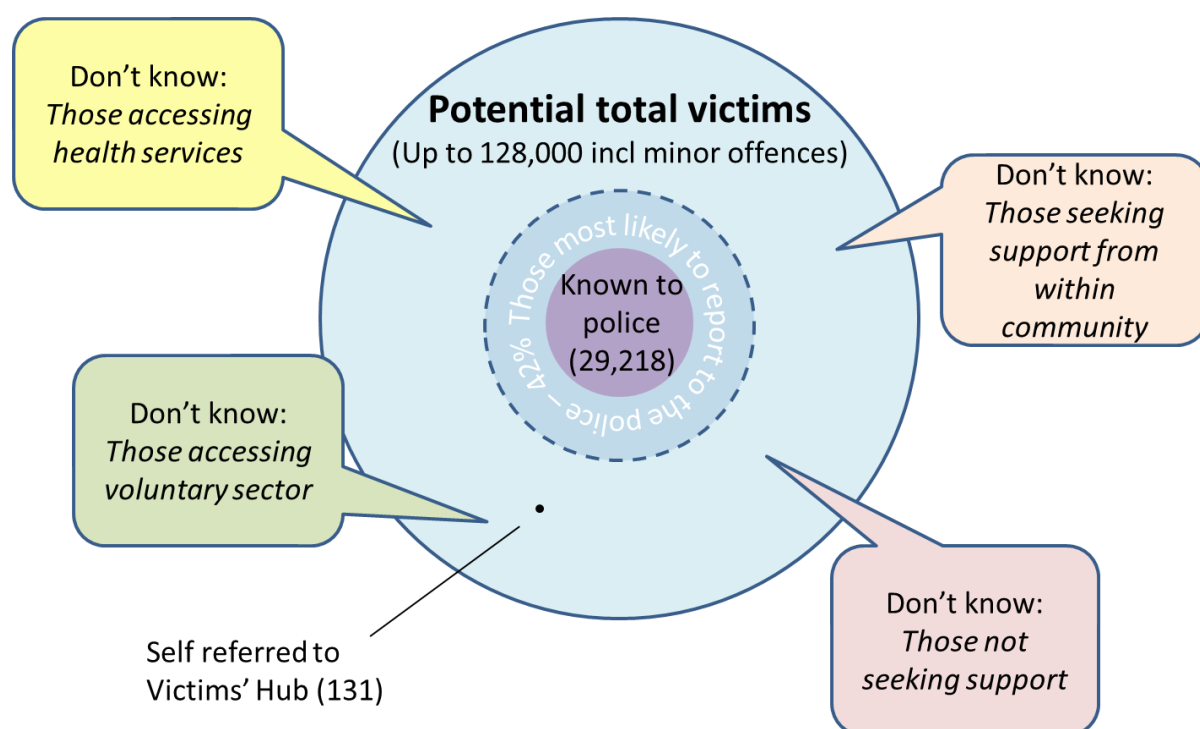 Don’t know:
Those accessing
health services
Potential total victims
(Up to 128,000 incl minor offences)
Don’t know:
Those seeking
support from
within
community
42% Those most likely to report to the police –
Known to
police
(29,218)
Don’t know:
Those accessing
voluntary sector
Self referred to
Victims’ Hub (131)
Don’t know:
Those not
seeking support